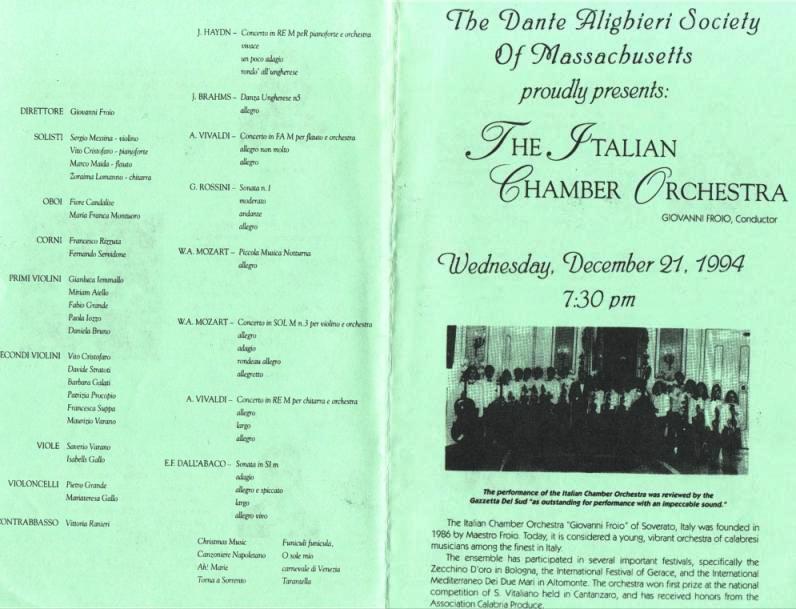 DIRETTORE Giovanni Froio
SOLISTI Sergio Messina - violino
Vito Cristofaro - pianoforte
Marco Maida - flauto
Zoraima Lomanno - chitarra
OBOI Fiore Candalise
Maria Franca Montuoro
CORNI Francesco Rizzuta
Fernando Servidone
PRIMI VIOLINI Gianluca Iemmallo
Miriam Aiello
Fabio Grande
Paola Iozzo
Daniela Bruno
ECONDI VIOLINI Vito Cristofaro
Davide Stratoti
Barbara Galati
Patrizia Procopio
Francesca Suppa
Maurizio Varano
VIOLE Saverio Varano
Isabella Gallo
VIOLONCELLI Pietro Grande
Mariateresa Gallo
ONTRABBASSO Vittoria Ranieri
J. HAYDN – Concerto in RE M peR pianoforte e orchestra
vivace
un poco adagio
rondo' all'ungherese
J. BRAHMS – Danza Ungherese n5
allegro
A. VIVALDI – Concerto in FA M per flauto e orchestra
allegro non molto
allegro
G. ROSSINI – Sonata n. 1
moderato
andante
allegro
W.A. MOZART – Piccola Musica Notturna
allegro
W.A. MOZART – Concerto in SOL M n.3 per violino e orchestra
allegro
adagio
rondeau allegro
allegretto
A. VIVALDI – Concerto in RE M per chitarra e orchestra
allegro
largo
allegro
E.F. DALL'ABACO – Sonata in SI m
adagio
allegro e spiccato
largo
allegro vivo
Christmas Music
Canzoniere Napoletano
Ah! Marie
Torna a Sorrento
Funiculi funicula,
O sole mio
carnevale di Venezia
Tarantella
The Dante Alighieri Society
Of Massachusetts
proudly presents:
THE ITALIAN
CHAMBER ORCHESTRA
GIOVANNI FROIO, Conductor
Wednesday, December 21, 1994
7:30 pm
The performance of the Italian Chamber Orchestra was reviewed by the
Gazzetta Del Sud "as outstanding for performance with an impeccable sound."
The Italian Chamber Orchestra "Giovanni Froio" of Soverato, Italy was founded in
1986 by Maestro Froio. Today, it is considered a young, vibrant orchestra of calabresi
musicians among the finest in Italy.
The ensemble has participated in several important festivals, specifically the
Zecchino D'oro in Bologna, the International Festival of Gerace, and the International
Mediterraneo Dei Due Mari in Altomonte. The orchestra won first prize at the national
competition of S. Vitaliano held in Cantanzaro, and has received honors from the
Association Calabria Produce.